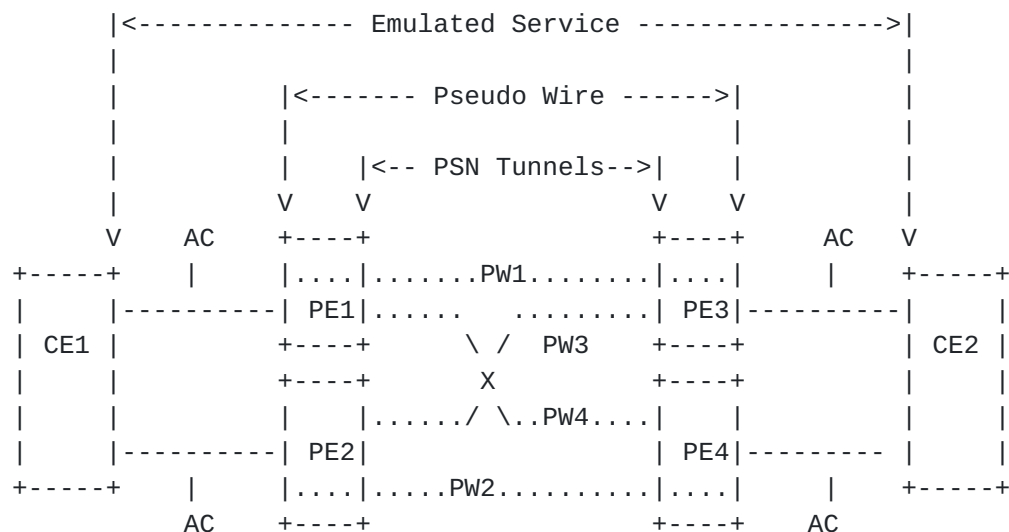 |<-------------- Emulated Service ---------------->|
|                                                  |
|          |<------- Pseudo Wire ------>|          |
|          |                            |          |
|          |    |<-- PSN Tunnels-->|    |          |
|          V    V                  V    V          |
V    AC    +----+                  +----+     AC   V
+-----+    |     |....|.......PW1........|....|     |    +-----+
|     |----------| PE1|......   .........| PE3|----------|     |
| CE1 |          +----+      \ /  PW3    +----+          | CE2 |
|     |          +----+       X          +----+          |     |
|     |          |    |....../ \..PW4....|    |          |     |
|     |----------| PE2|                  | PE4|--------- |     |
+-----+    |     |....|.....PW2..........|....|     |    +-----+
AC    +----+                  +----+    AC